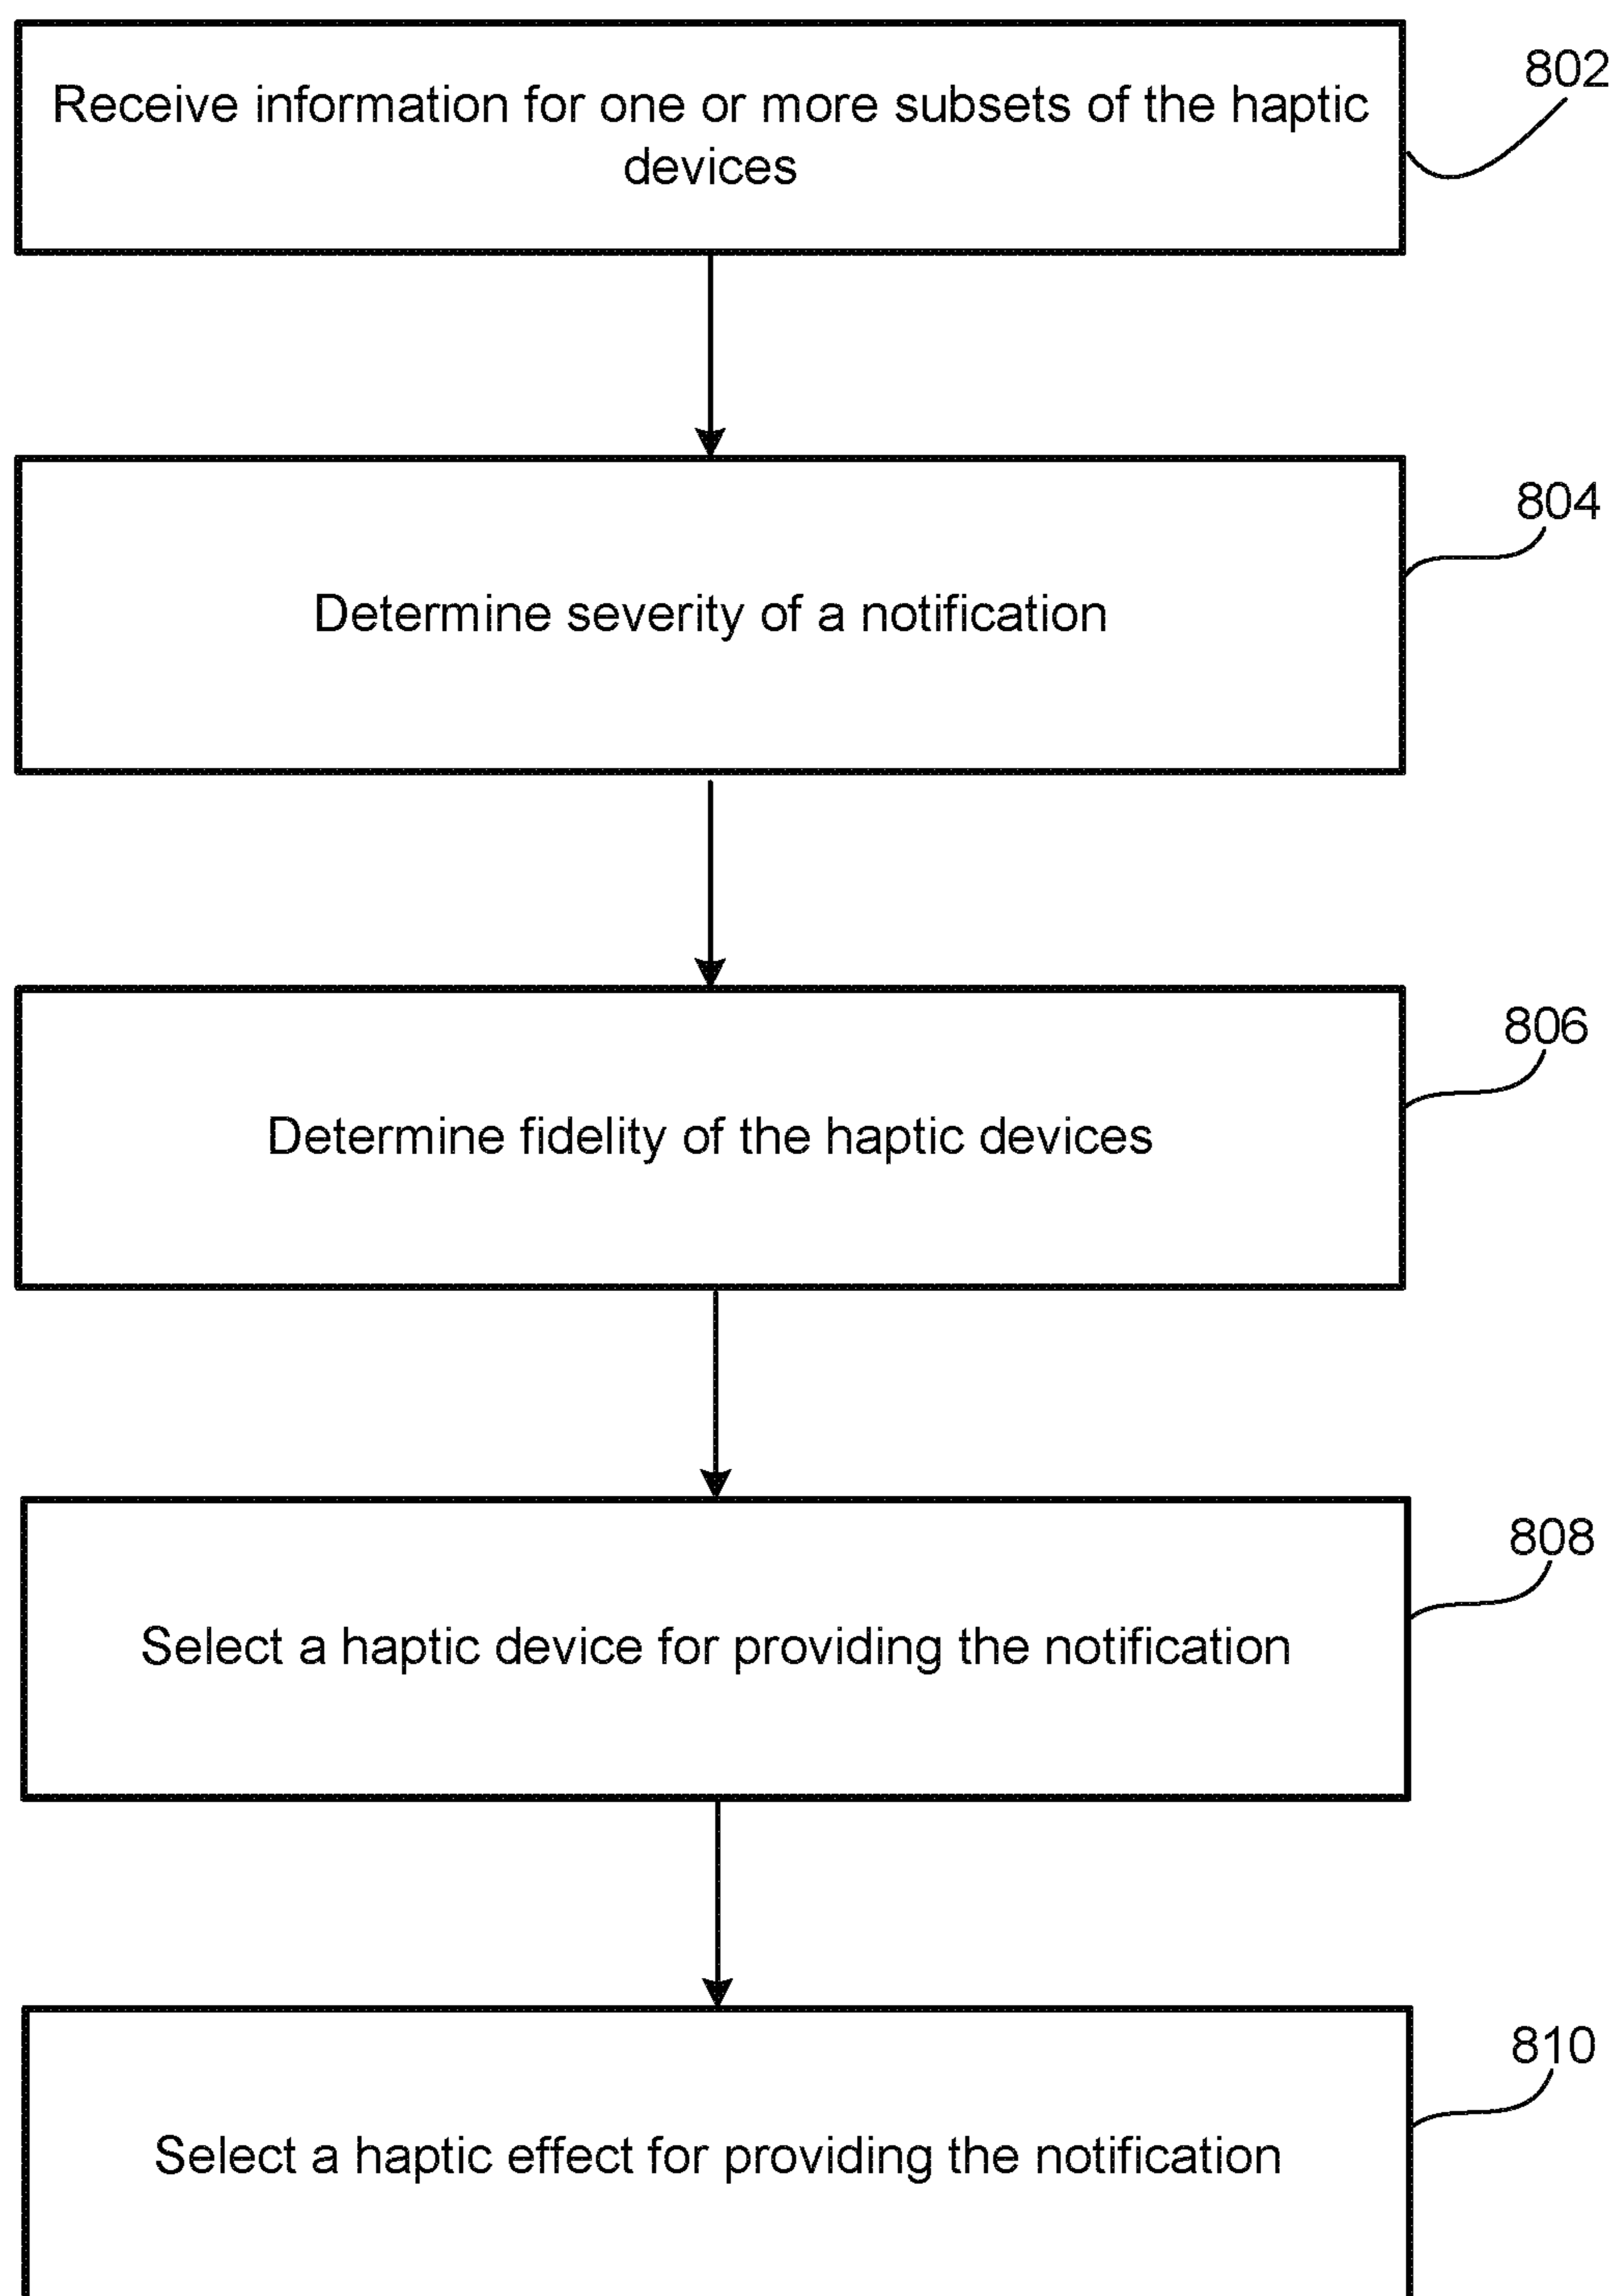 Receive information for one or more subsets of the haptic
devices
802
Determine severity of a notification
804
Determine fidelity of the haptic devices
806
Select a haptic device for providing the notification
808
Select a haptic effect for providing the notification
810